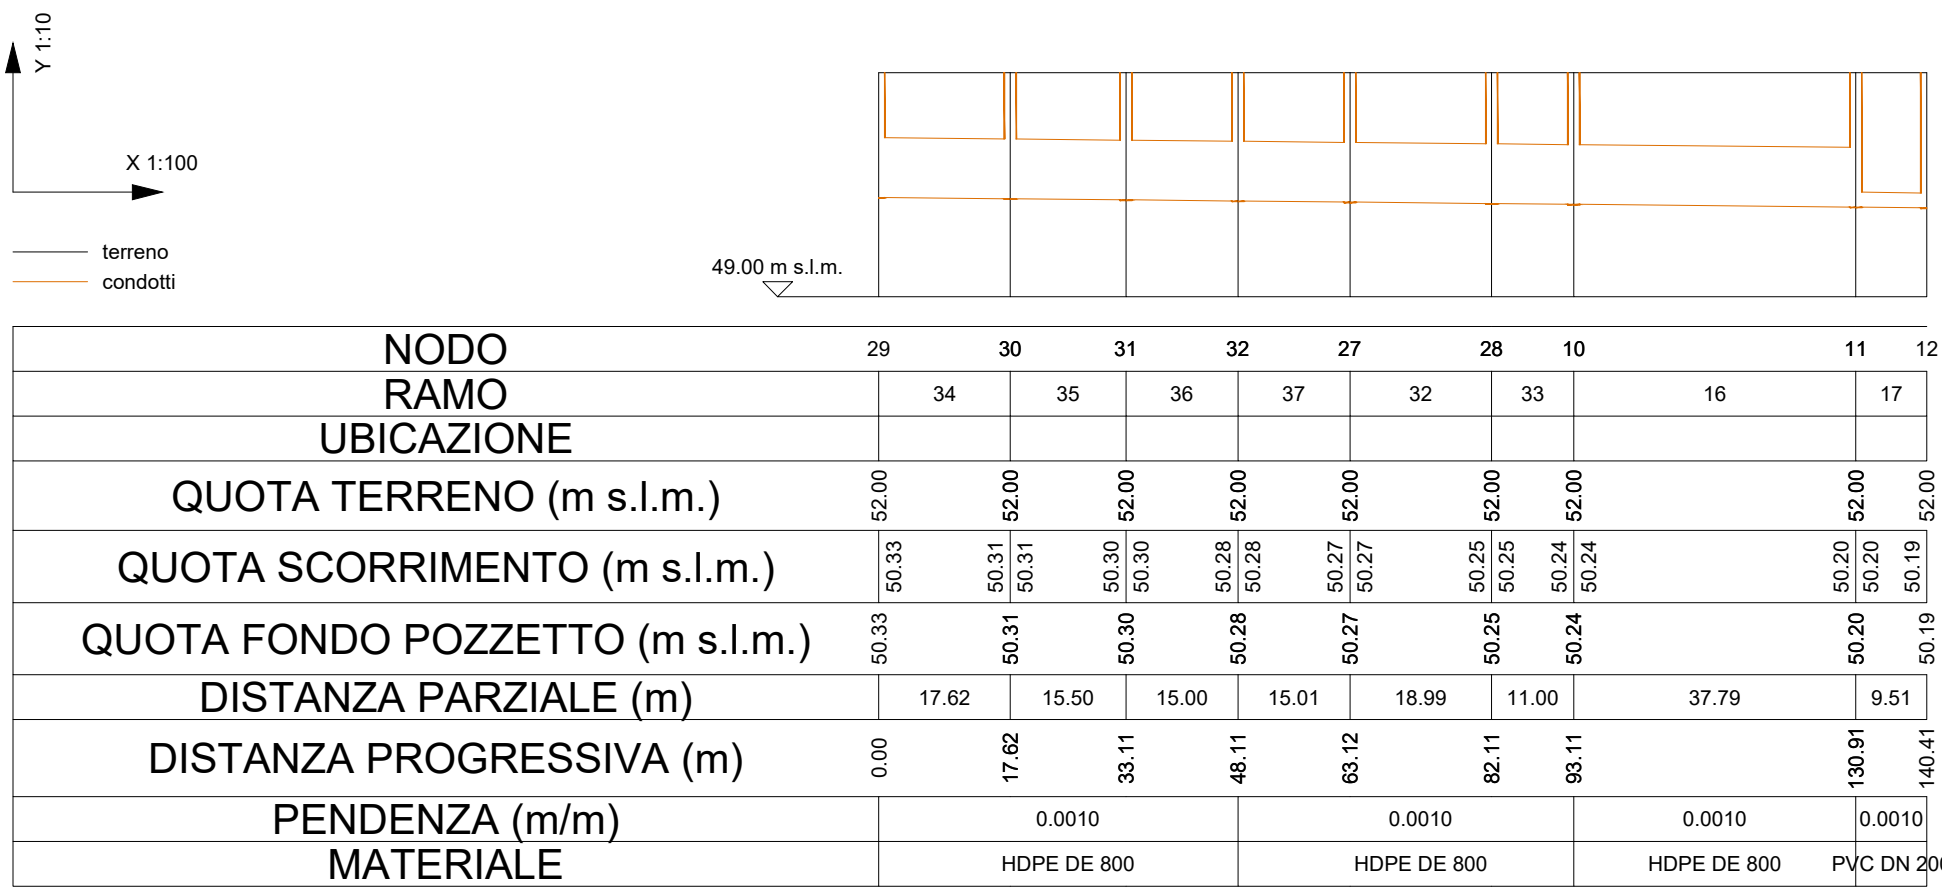 Y 1:10
X 1:100
terreno
condotti
49.00 m s.l.m.
NODO 29 30 31 32 27 28 10 11 12
RAMO 34 35 36 37 32 33 16 17
UBICAZIONE
QUOTA TERRENO (m s.l.m.) 52.00 52.00 52.00 52.00 52.00 52.00 52.00 52.00 52.00
QUOTA SCORRIMENTO (m s.l.m.) 50.33 50.31 50.31 50.30 50.30 50.28 50.28 50.27 50.27 50.25 50.25 50.24 50.24 50.20 50.20 50.19
QUOTA FONDO POZZETTO (m s.l.m.) 50.33 50.31 50.30 50.28 50.27 50.25 50.24 50.20 50.19
DISTANZA PARZIALE (m) 17.62 15.50 15.00 15.01 18.99 11.00 37.79 9.51
DISTANZA PROGRESSIVA (m) 0.00 17.62 33.11 48.11 63.12 82.11 93.11 130.91 140.41
PENDENZA (m/m) 0.0010 0.0010 0.0010 0.0010
MATERIALE HDPE DE 800 HDPE DE 800 HDPE DE 800 PVC DN 200